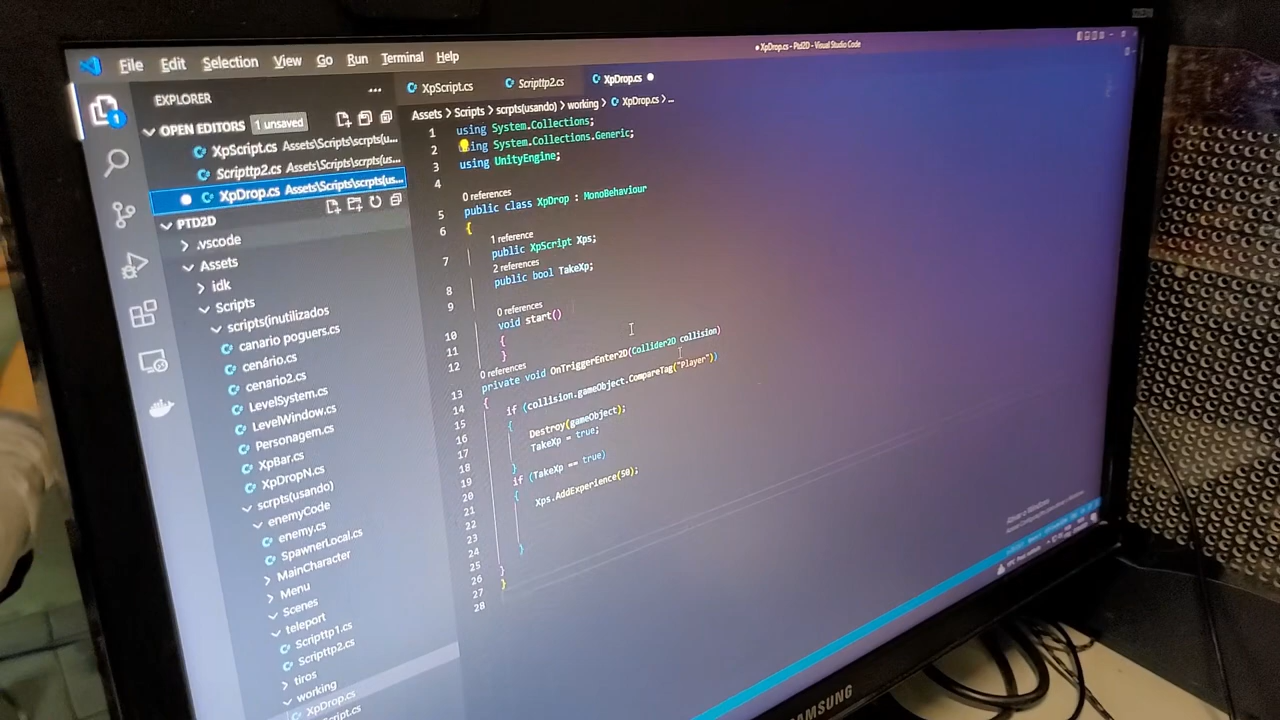 File Edit Selection View Go Run Terminal Help
XpDrop.cs - Ptd2D - Visual Studio Code
EXPLORER
OPEN EDITORS 1 unsaved
XpScript.cs Assets\Scripts\scrpts(u...
Scripttp2.cs Assets\Scripts\scrpts(us...
XpDrop.cs Assets\Scripts\scrpts(us...
PTD2D
.vscode
Assets
idk
Scripts
scripts(inutilizados
canario poguers.cs
cenário.cs
cenario2.cs
LevelSystem.cs
LevelWindow.cs
Personagem.cs
XpBar.cs
XpDropN.cs
scrpts(usando)
enemyCode
enemy.cs
SpawnerLocal.cs
MainCharacter
Menu
Scenes
teleport
Scripttp1.cs
Scripttp2.cs
tiros
working
XpDrop.cs
XpScript.cs Scripttp2.cs XpDrop.cs
Assets > Scripts > scrpts(usando) > working > XpDrop.cs > ...
1 using System.Collections;
2 using System.Collections.Generic;
3 using UnityEngine;
4
0 references
5 public class XpDrop : MonoBehaviour
6 {
1 reference
7 public XpScript Xps;
2 references
8 public bool TakeXp;
9
0 references
10 void start()
11 {
12 }
0 references
13 private void OnTriggerEnter2D(Collider2D collision)
14 {
15 if (collision.gameObject.CompareTag("Player"))
16 {
17 Destroy(gameObject);
18 TakeXp = true;
19 }
20 if (TakeXp == true)
21 {
22 Xps.AddExperience(50);
23
24
25 }
26 }
27 }
28
Ativar o Windows
SAMSUNG